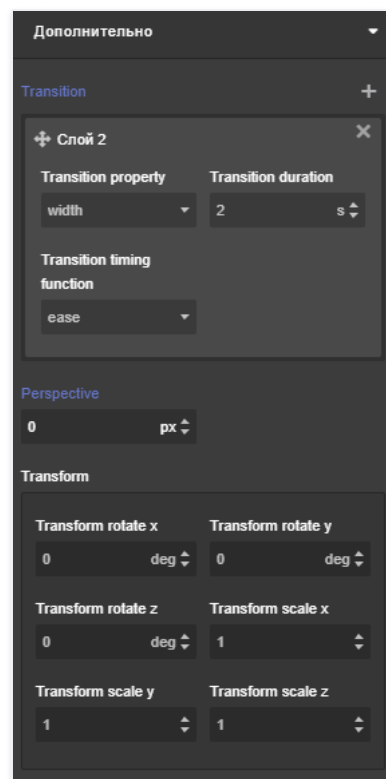 Дополнительно
Transition
Слой 2
Transition property Transition duration
width 2 s
Transition timing
function
ease
Perspective
0 px
Transform
Transform rotate x Transform rotate y
0 deg 0 deg
Transform rotate z Transform scale x
0 deg 1
Transform scale y Transform scale z
1 1